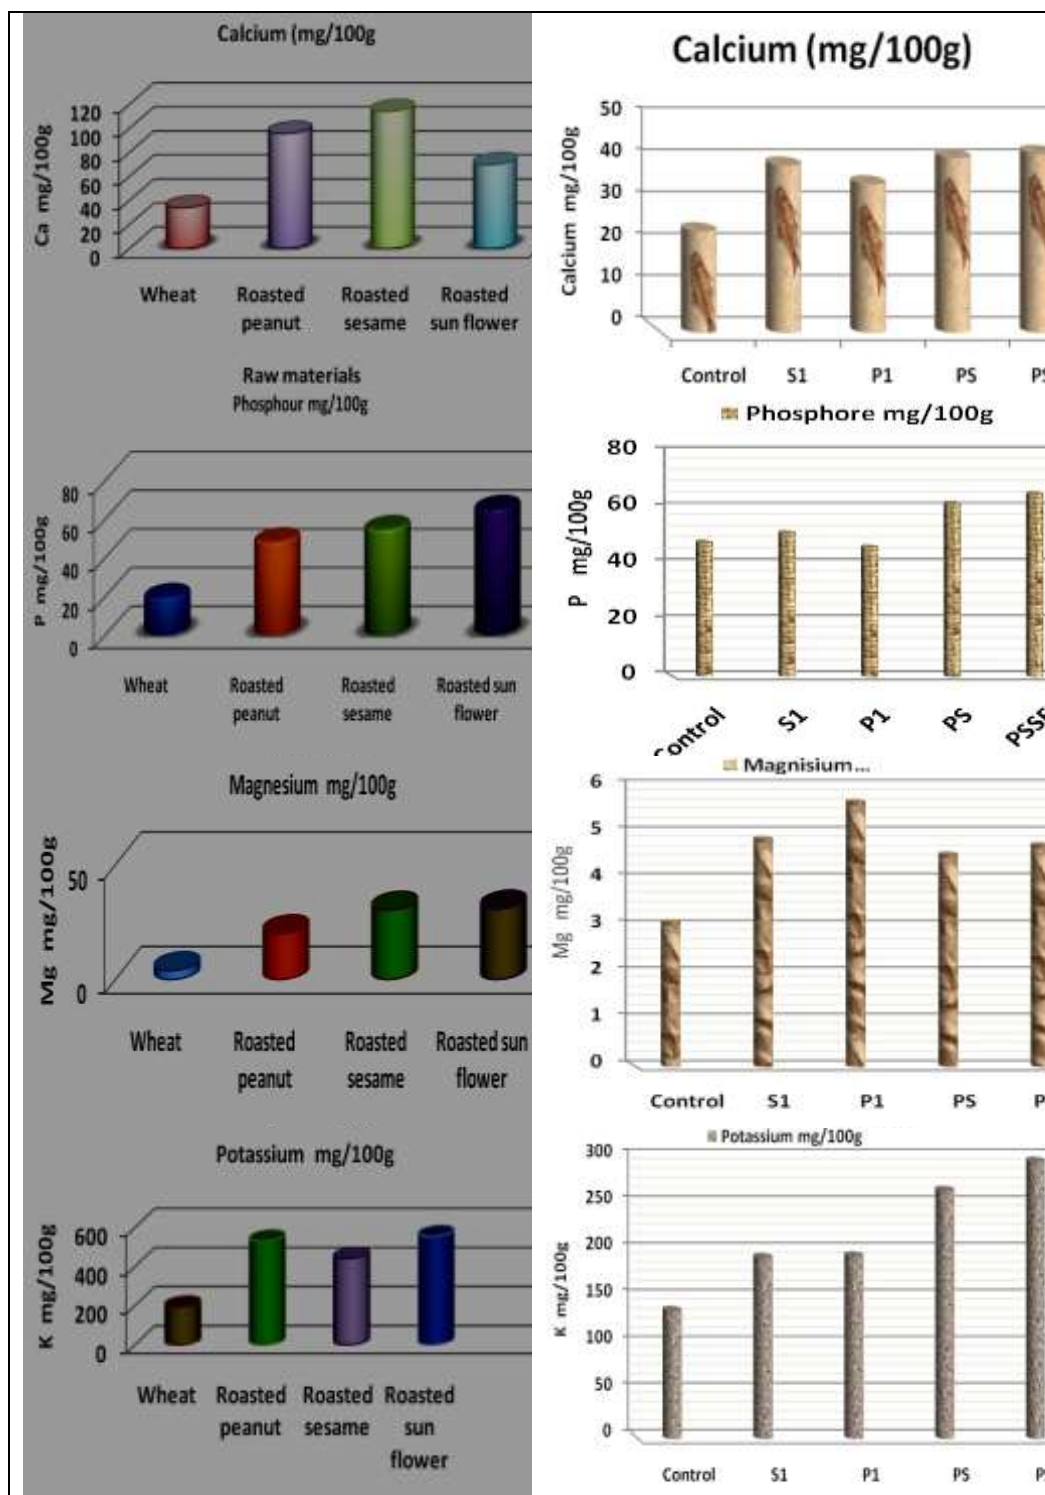 Calcium (mg/100g
Ca mg/100g
120
100
80
60
40
20
0
Wheat
Roasted peanut
Roasted sesame
Roasted sun flower
Raw materials
Phosphour mg/100g
P mg/100g
80
60
40
20
0
Wheat
Roasted peanut
Roasted sesame
Roasted sun flower
Magnesium mg/100g
Mg mg/100g
50
0
Wheat
Roasted peanut
Roasted sesame
Roasted sun flower
Potassium mg/100g
K mg/100g
600
400
200
0
Wheat
Roasted peanut
Roasted sesame
Roasted sun flower
Calcium (mg/100g)
Calcium mg/100g
50
40
30
20
10
0
Control S1 P1 PS
Phosphore mg/100g
P mg/100g
80
60
40
20
0
Control S1 P1 PS
Magnisium...
Mg mg/100g
6
5
4
3
2
1
0
Control S1 P1 PS
Potassium mg/100g
K mg/100g
300
250
200
150
100
50
0
Control S1 P1 PS